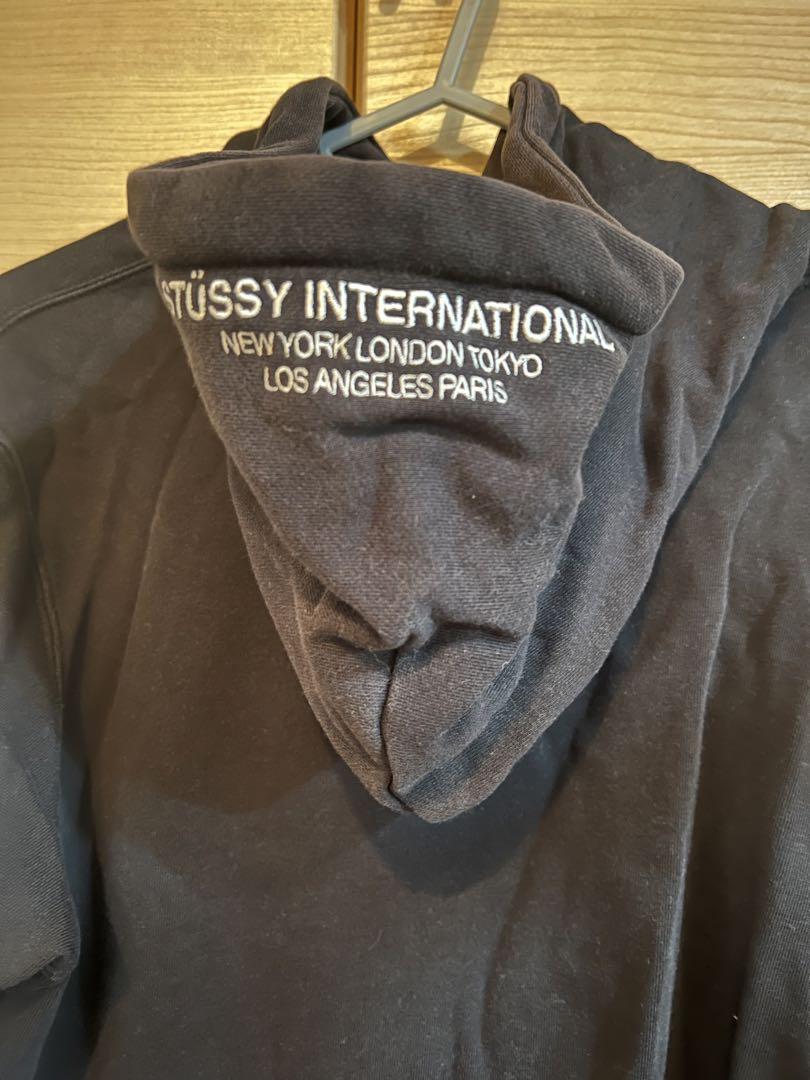 STÜSSY INTERNATIONAL
NEW YORK LONDON TOKYO
LOS ANGELES PARIS